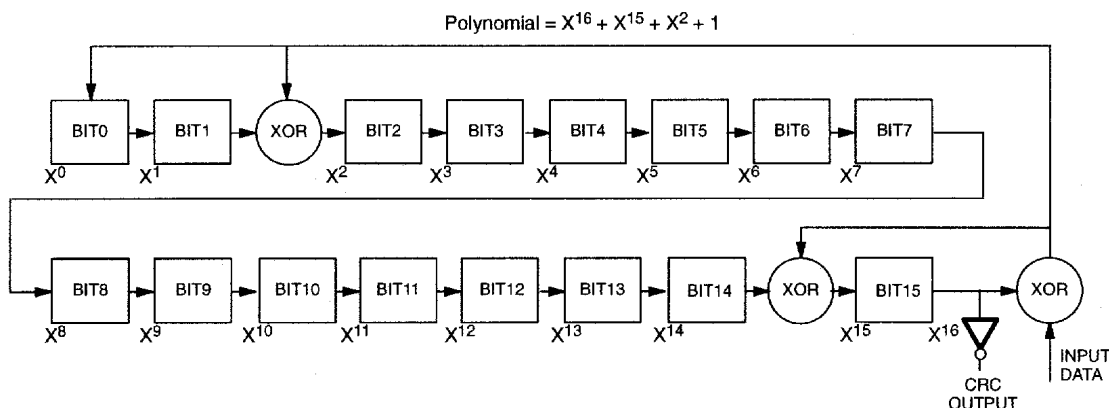 Polynomial = X¹⁶ + X¹⁵ + X² + 1
BIT0 BIT1 XOR BIT2 BIT3 BIT4 BIT5 BIT6 BIT7
X⁰ X¹ X² X³ X⁴ X⁵ X⁶ X⁷
BIT8 BIT9 BIT10 BIT11 BIT12 BIT13 BIT14 XOR BIT15 XOR
X⁸ X⁹ X¹⁰ X¹¹ X¹² X¹³ X¹⁴ X¹⁵ X¹⁶
CRC
OUTPUT
INPUT
DATA